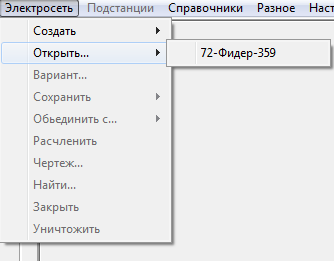 Электросеть Подстанции Справочники Разное Наст
Создать
Открыть...
72-Фидер-359
Вариант...
Сохранить
Объединить с...
Расчленить
Чертеж...
Найти...
Закрыть
Уничтожить